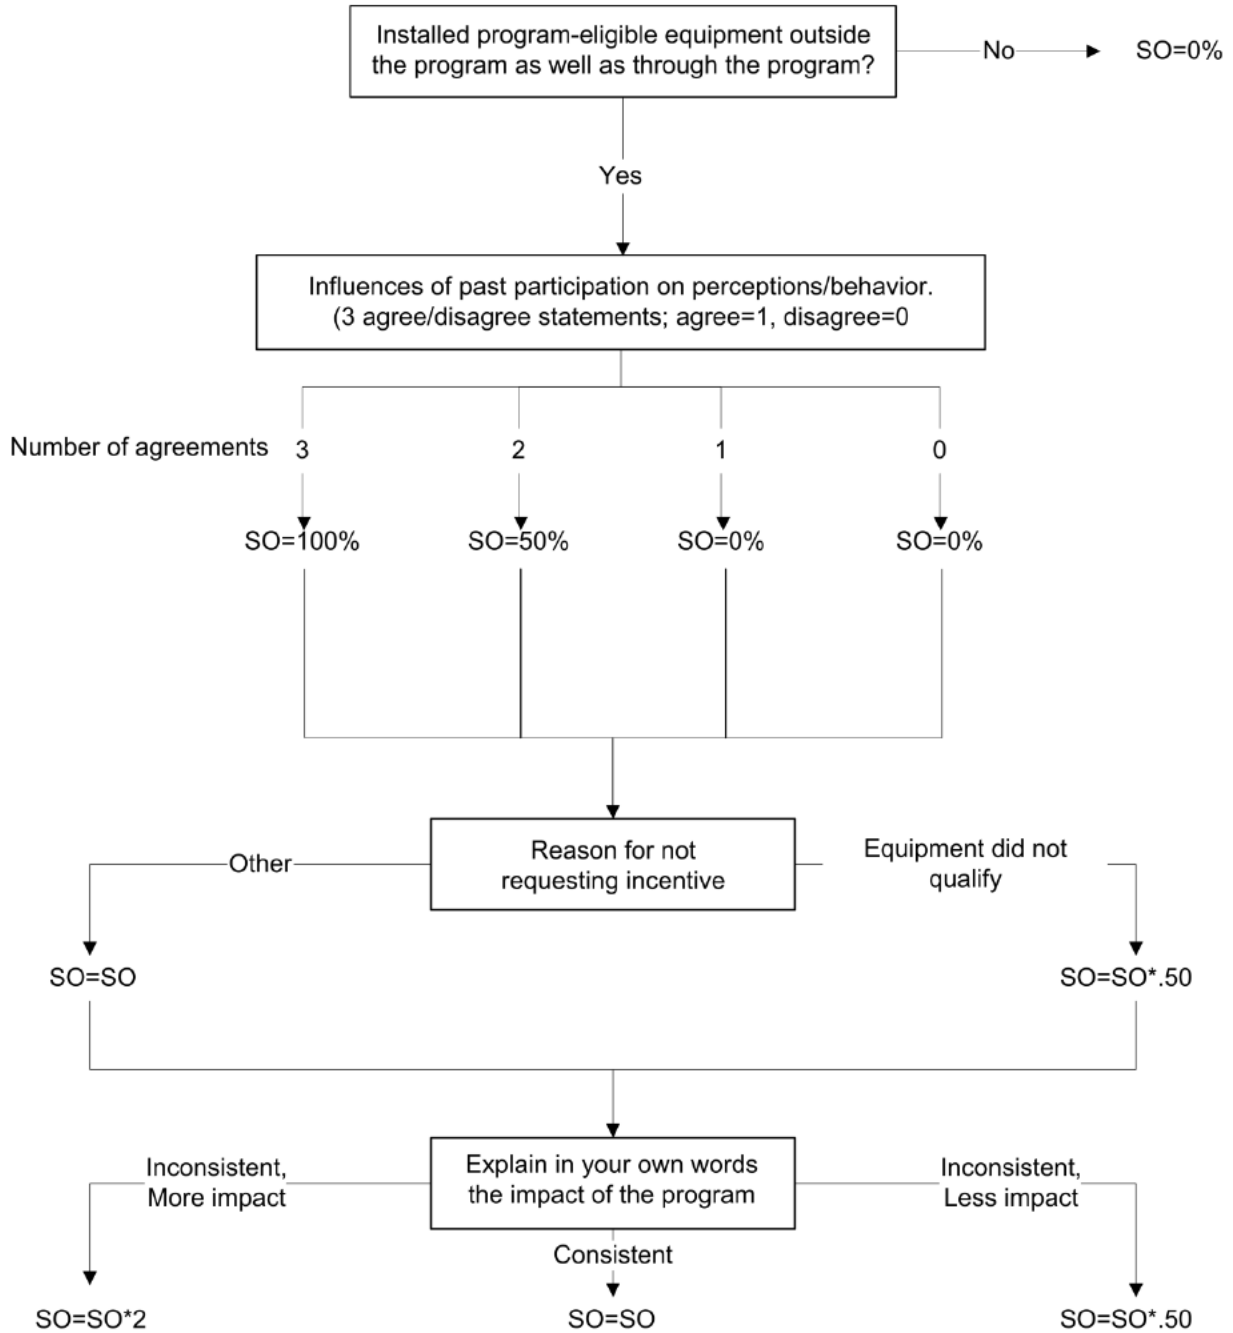 Installed program-eligible equipment outside
the program as well as through the program?
No
SO=0%
Yes
Influences of past participation on perceptions/behavior.
(3 agree/disagree statements; agree=1, disagree=0
Number of agreements 3 2 1 0
SO=100% SO=50% SO=0% SO=0%
Other
Reason for not
requesting incentive
Equipment did not
qualify
SO=SO
SO=SO*.50
Inconsistent,
More impact
Explain in your own words
the impact of the program
Inconsistent,
Less impact
Consistent
SO=SO*2
SO=SO
SO=SO*.50